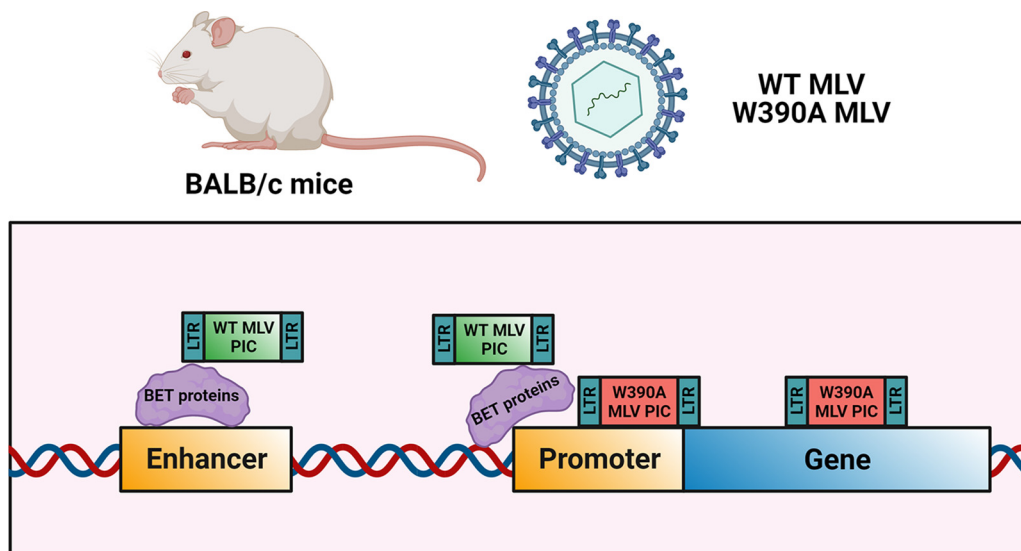 WT MLV
W390A MLV
BALB/c mice
LTR
WT MLV
PIC
LTR
BET proteins
LTR
WT MLV
PIC
LTR
BET proteins
LTR
W390A
MLV PIC
LTR
LTR
W390A
MLV PIC
LTR
Enhancer
Promoter
Gene